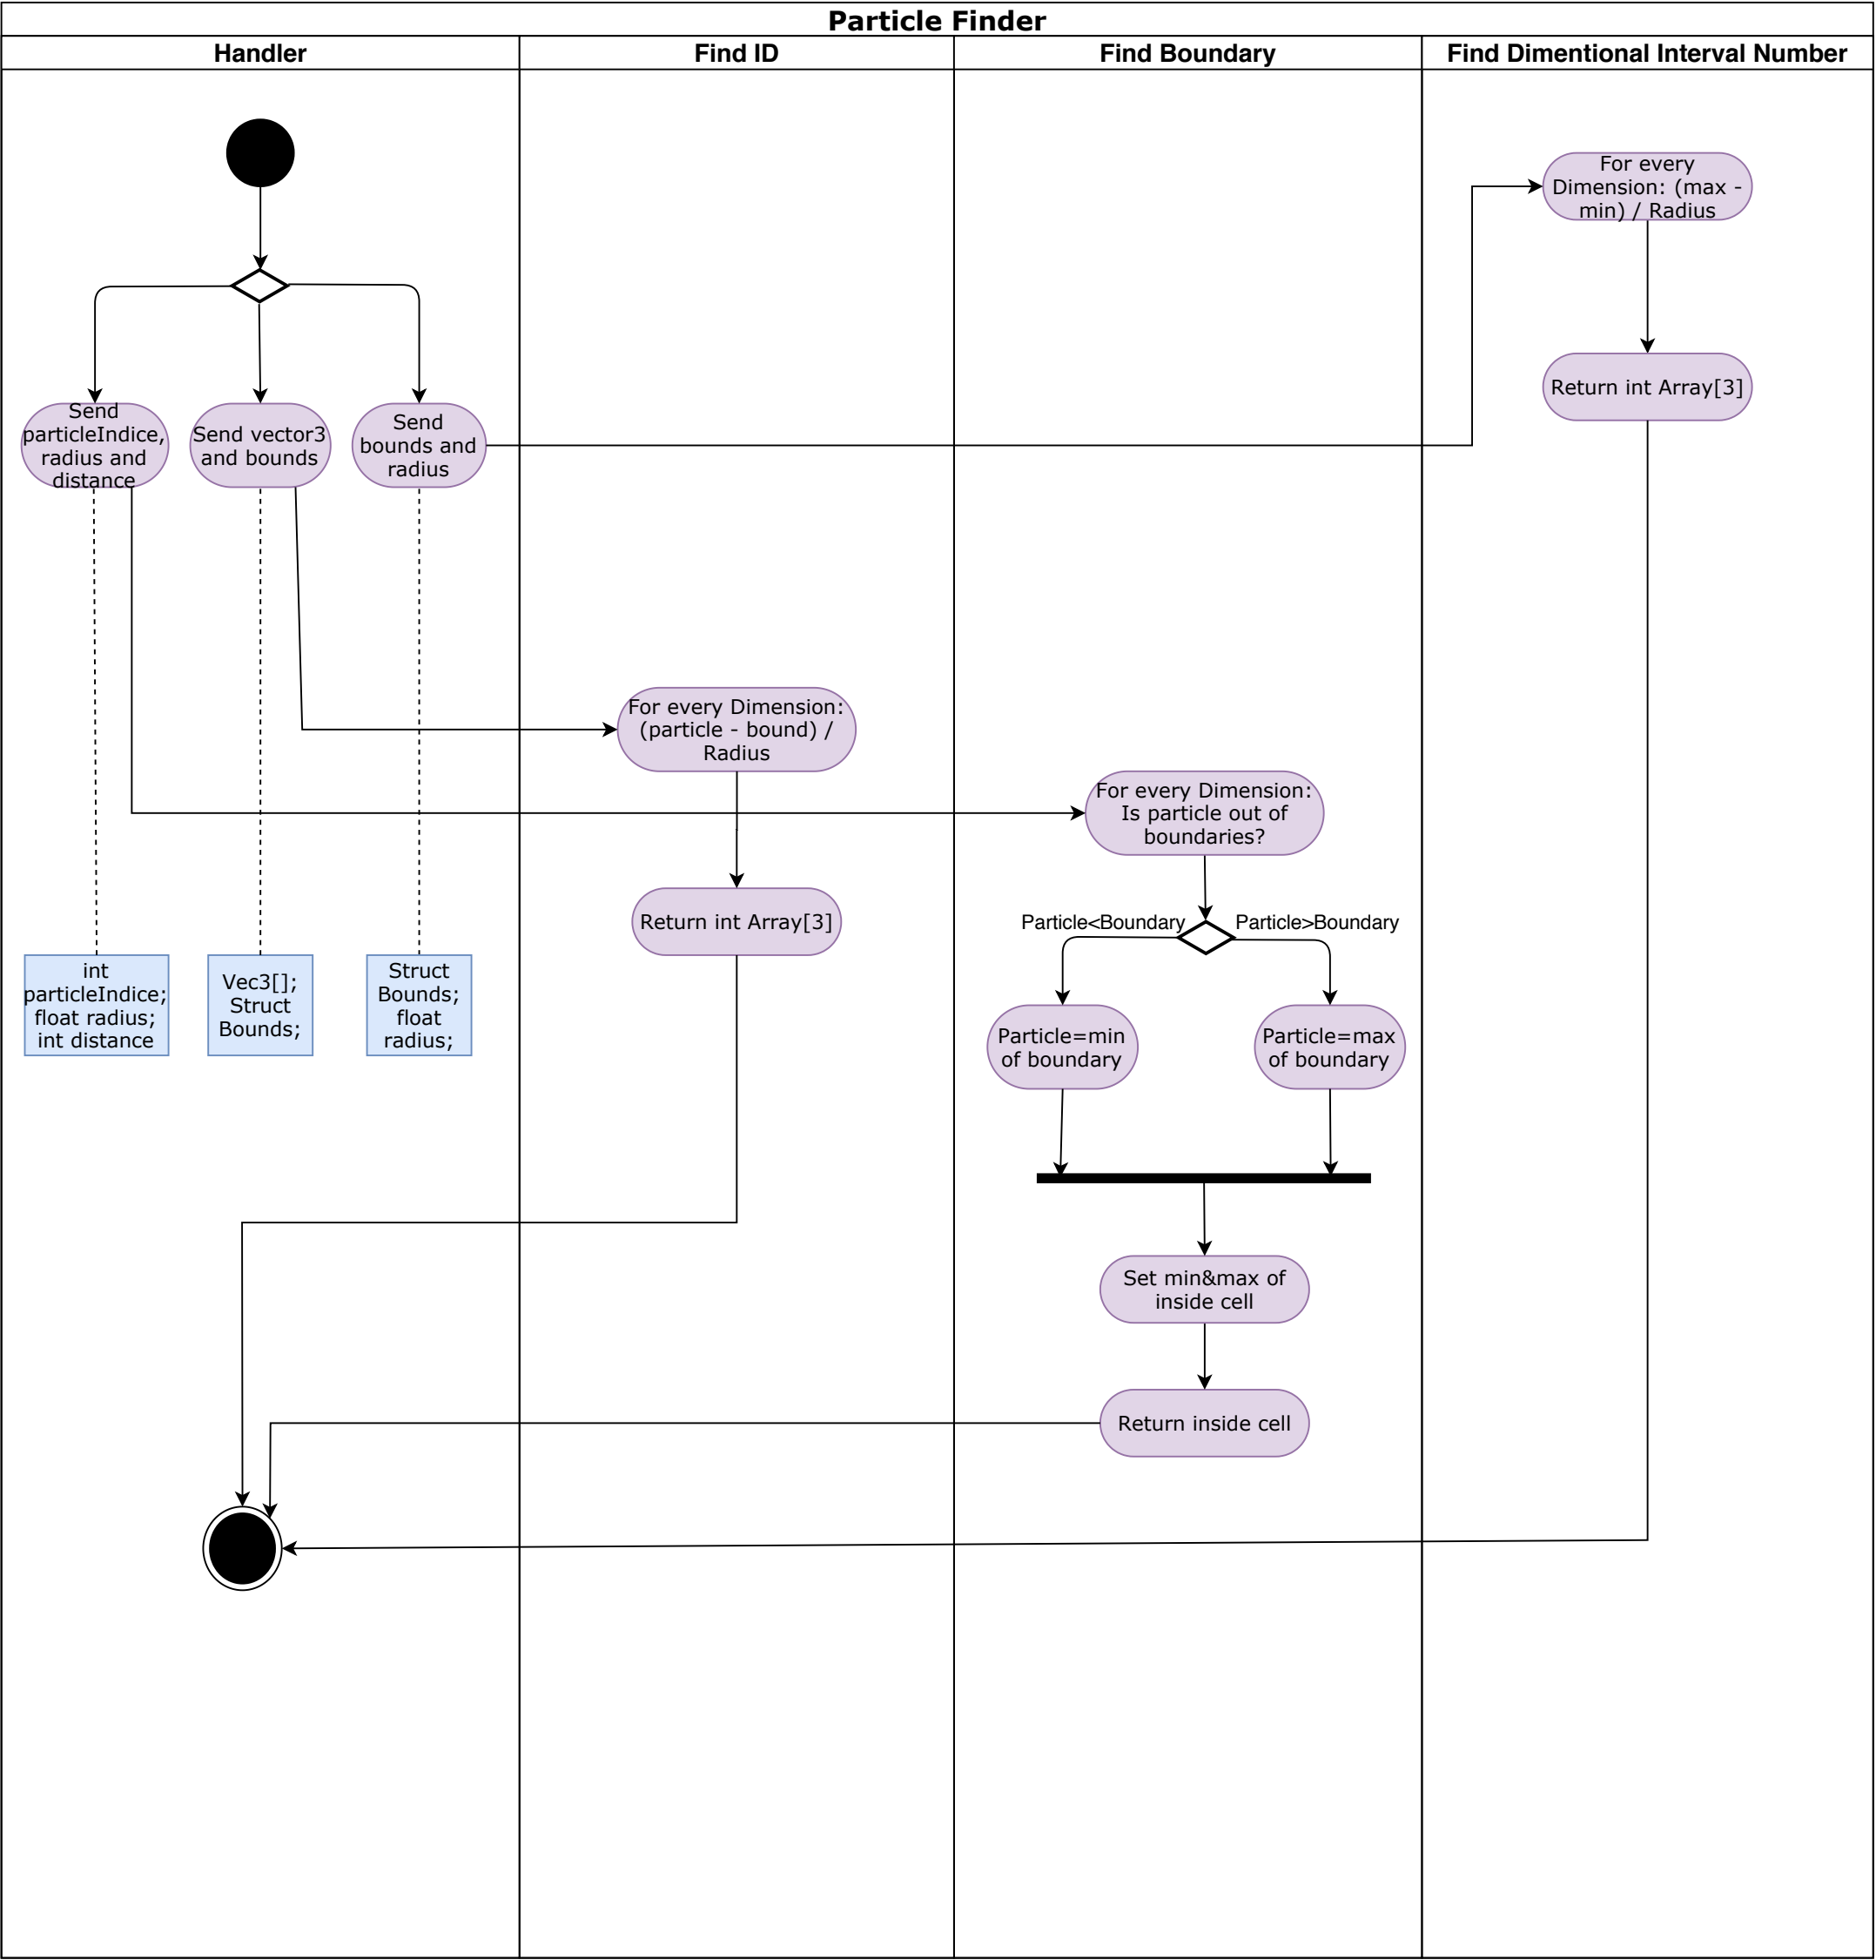 Particle Finder
Handler
Find ID
Find Boundary
Find Dimentional Interval Number
For every
Dimension: (max -
min) / Radius
Return int Array[3]
Send
particleIndice,
radius and
distance
Send vector3
and bounds
Send
bounds and
radius
For every Dimension:
(particle - bound) /
Radius
For every Dimension:
Is particle out of
boundaries?
Return int Array[3]
Particle<Boundary
Particle>Boundary
int
particleIndice;
float radius;
int distance
Vec3[];
Struct
Bounds;
Struct
Bounds;
float
radius;
Particle=min
of boundary
Particle=max
of boundary
Set min&max of
inside cell
Return inside cell